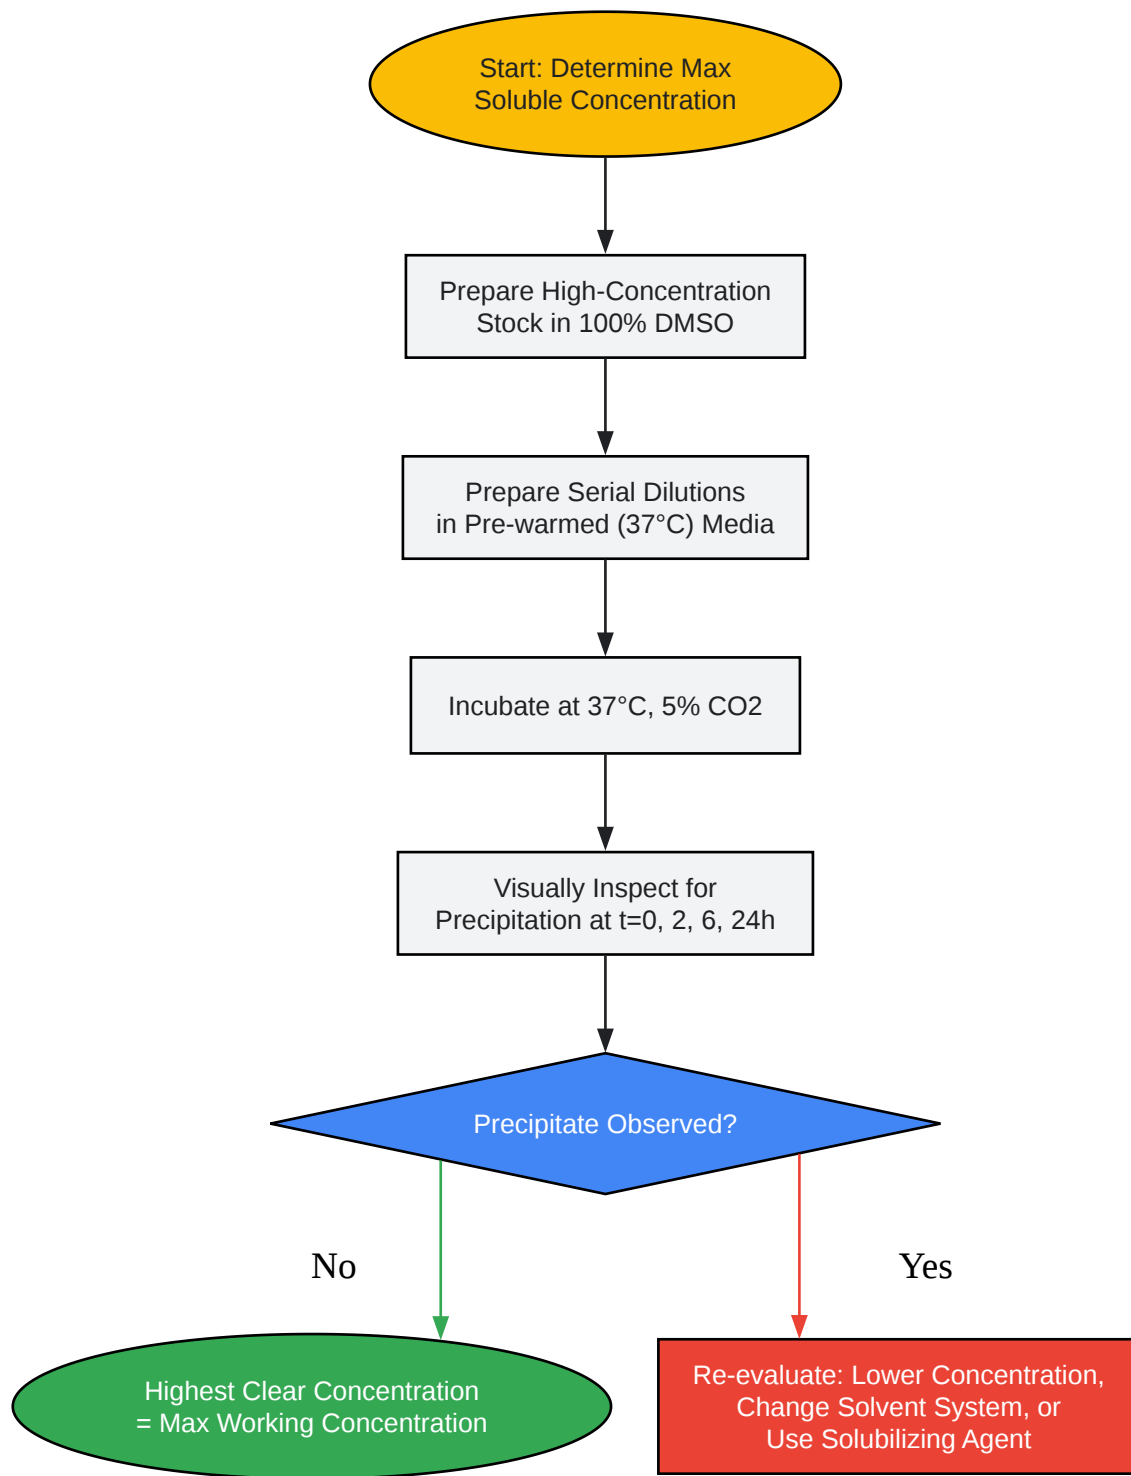 Start: Determine Max
Soluble Concentration
Prepare High-Concentration
Stock in 100% DMSO
Prepare Serial Dilutions
in Pre-warmed (37°C) Media
Incubate at 37°C, 5% CO2
Visually Inspect for
Precipitation at t=0, 2, 6, 24h
Precipitate Observed?
No
Yes
Highest Clear Concentration
= Max Working Concentration
Re-evaluate: Lower Concentration,
Change Solvent System, or
Use Solubilizing Agent